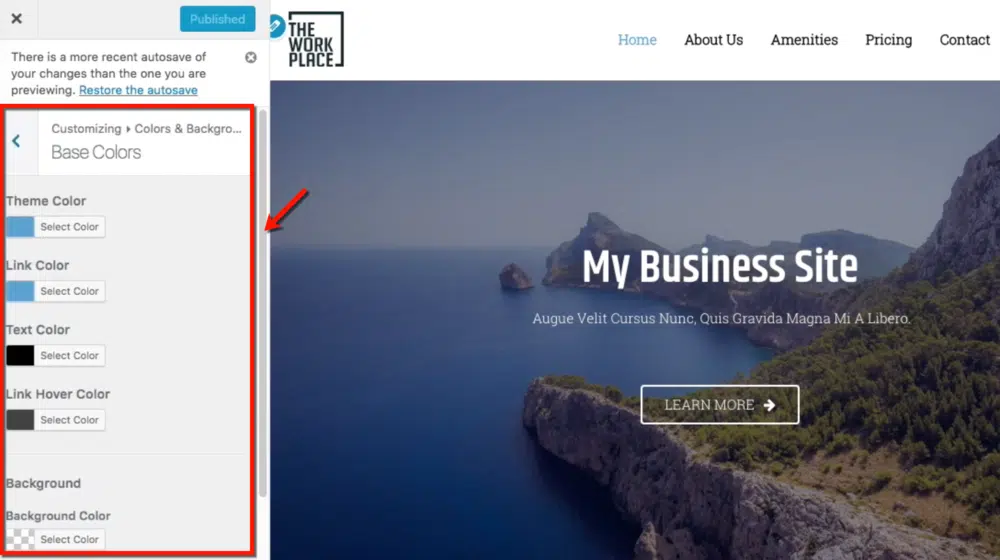 Published
There is a more recent autosave of
your changes than the one you are
previewing. Restore the autosave
Customizing ▸ Colors & Backgro...
Base Colors
Theme Color
Select Color
Link Color
Select Color
Text Color
Select Color
Link Hover Color
Select Color
Background
Background Color
Select Color
THE
WORK
PLACE
Home About Us Amenities Pricing Contact
My Business Site
Augue Velit Cursus Nunc, Quis Gravida Magna Mi A Libero.
LEARN MORE